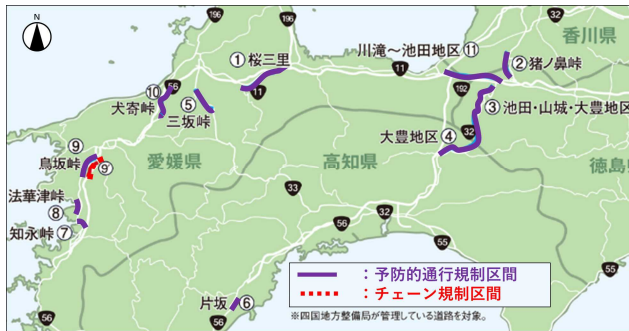 N
196
196
香川県
川滝～池田地区⑪
①桜三里
②猪ノ鼻峠
11
⑩
56
⑤
11
192
犬寄峠
三坂峠
③池田・山城・大豊地区
大豊地区④
32
⑨
鳥坂峠
⑨'
愛媛県
高知県
徳島県
法華津峠
⑧
33
知永峠⑦
33
32
55
片坂⑥
56
56
55
：予防的通行規制区間
：チェーン規制区間
※四国地方整備局が管理している道路を対象。